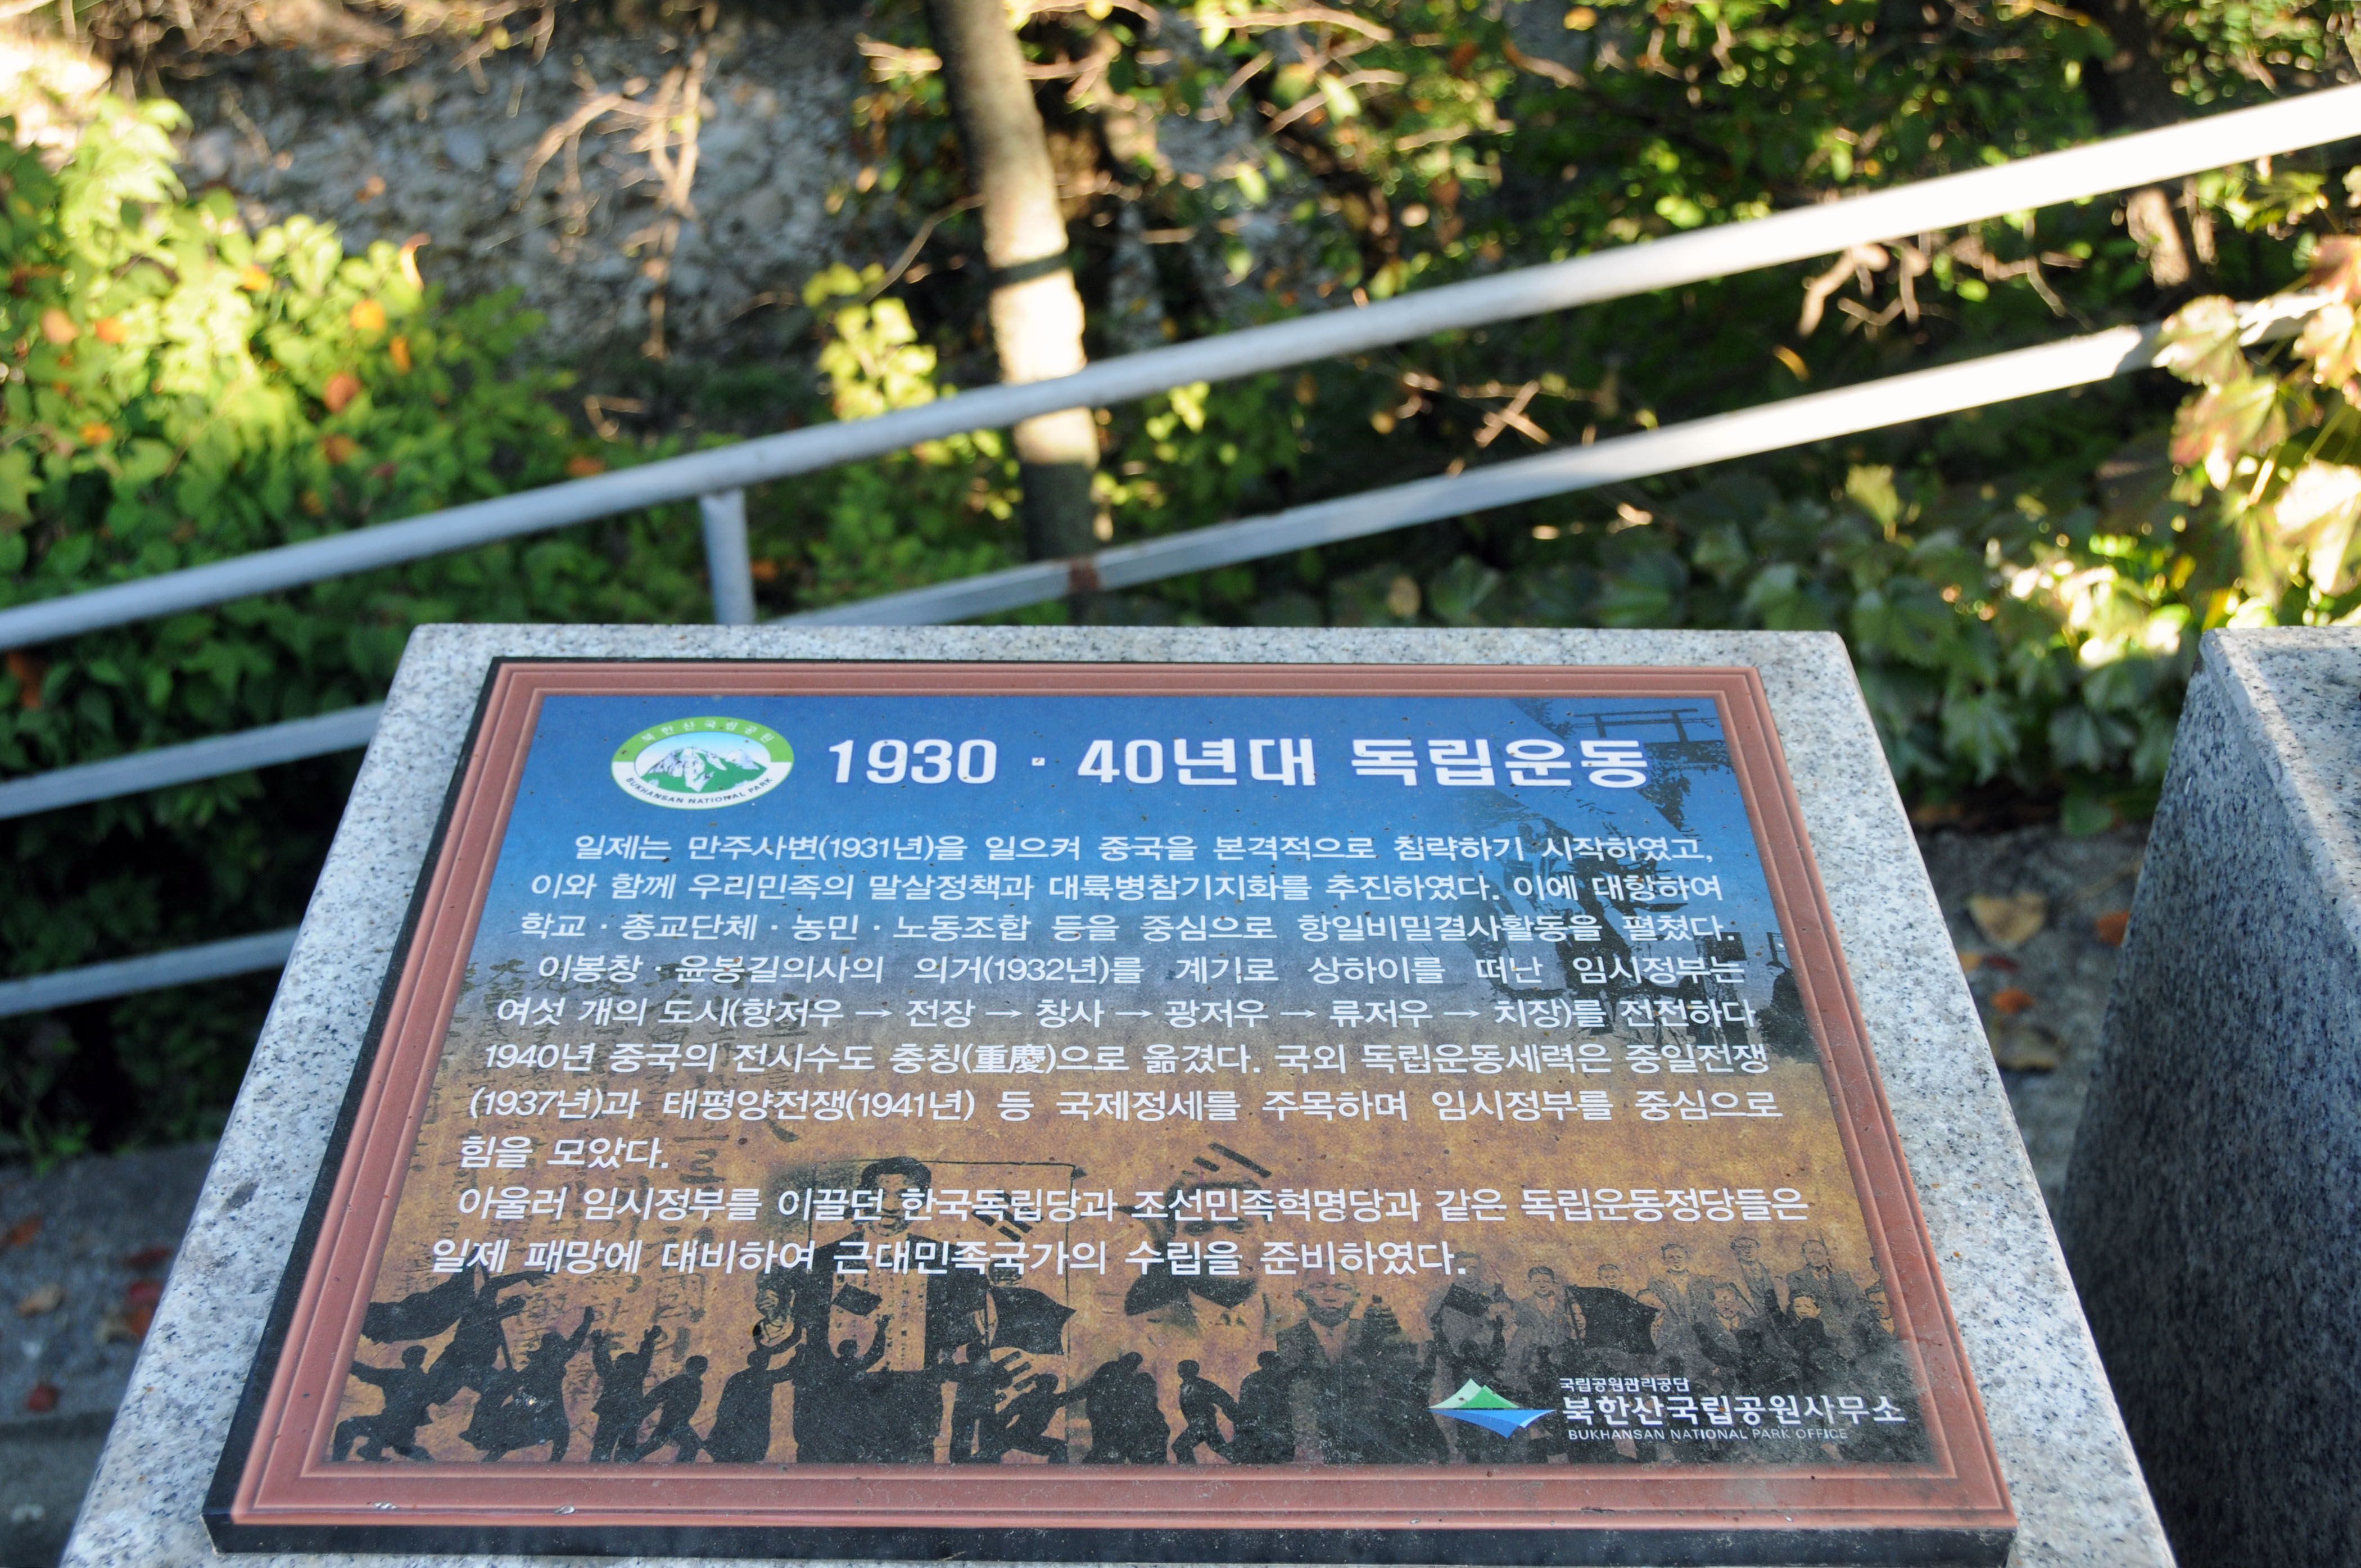 북한산국립공원
BUKHANSAN NATIONAL PARK
1930 · 40년대 독립운동
일제는 만주사변(1931년)을 일으켜 중국을 본격적으로 침략하기 시작하였고,
이와 함께 우리민족의 말살정책과 대륙병참기지화를 추진하였다. 이에 대항하여
학교 · 종교단체 · 농민 · 노동조합 등을 중심으로 항일비밀결사활동을 펼쳤다.
이봉창 · 윤봉길의사의 의거(1932년)를 계기로 상하이를 떠난 임시정부는
여섯 개의 도시(항저우 → 전장 → 창사 → 광저우 → 류저우 → 치장)를 전전하다
1940년 중국의 전시수도 충칭(重慶)으로 옮겼다. 국외 독립운동세력은 중일전쟁
(1937년)과 태평양전쟁(1941년) 등 국제정세를 주목하며 임시정부를 중심으로
힘을 모았다.
아울러 임시정부를 이끌던 한국독립당과 조선민족혁명당과 같은 독립운동정당들은
일제 패망에 대비하여 근대민족국가의 수립을 준비하였다.
국립공원관리공단
북한산국립공원사무소
BUKHANSAN NATIONAL PARK OFFICE